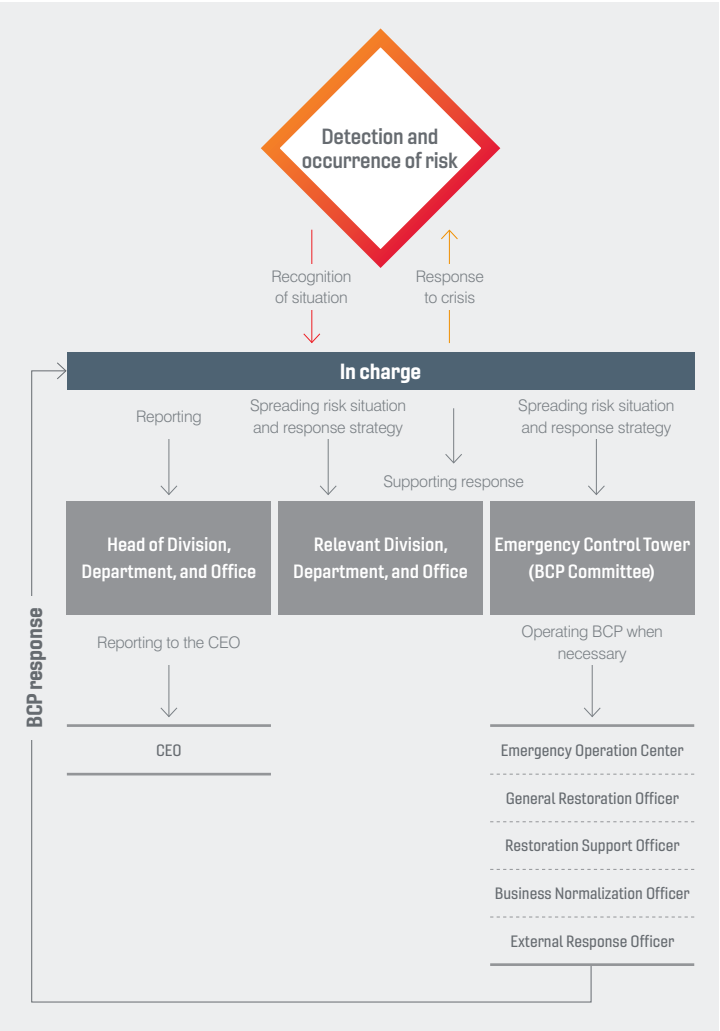 Detection and
occurrence of risk
Recognition
of situation
Response
to crisis
In charge
Reporting
Spreading risk situation
and response strategy
Supporting response
Spreading risk situation
and response strategy
Head of Division,
Department, and Office
Relevant Division,
Department, and Office
Emergency Control Tower
(BCP Committee)
Reporting to the CEO
Operating BCP when
necessary
BCP response
CEO
Emergency Operation Center
General Restoration Officer
Restoration Support Officer
Business Normalization Officer
External Response Officer